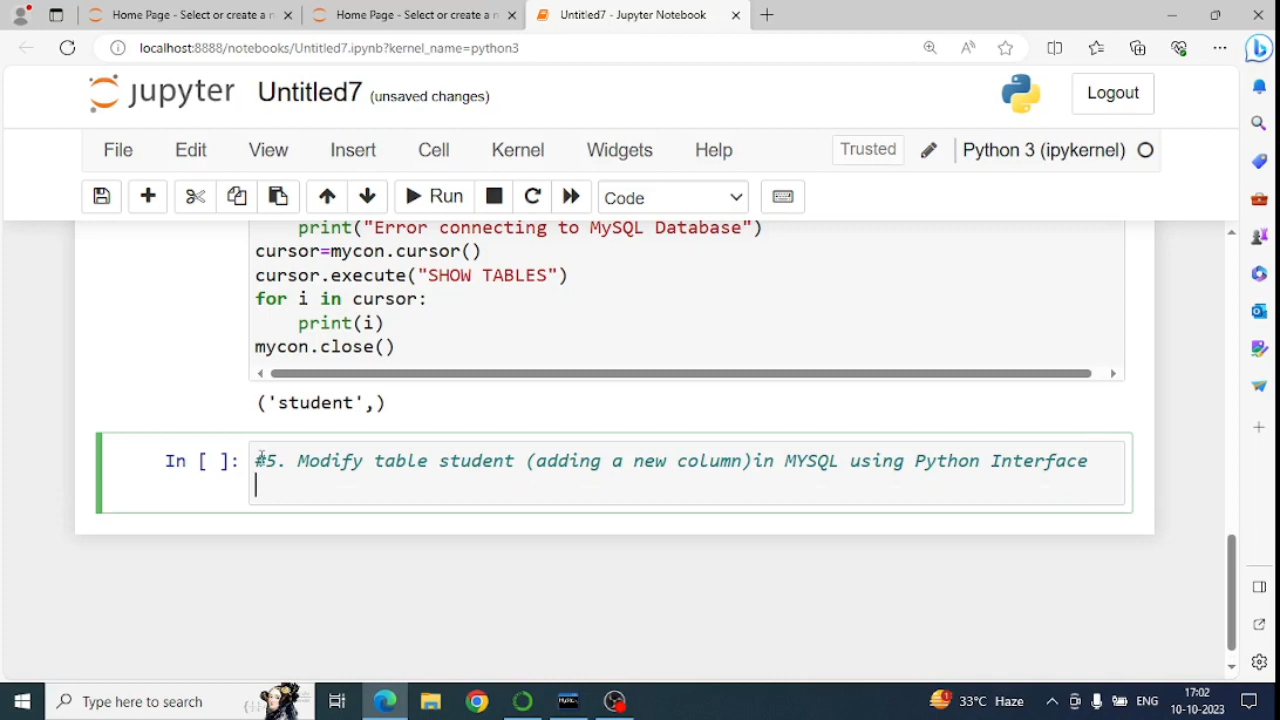 Home Page - Select or create a n
Home Page - Select or create a n
Untitled7 - Jupyter Notebook
localhost:8888/notebooks/Untitled7.ipynb?kernel_name=python3
jupyter Untitled7 (unsaved changes)
Logout
File Edit View Insert Cell Kernel Widgets Help
Trusted
Python 3 (ipykernel)
Run
Code
print("Error connecting to MySQL Database")
cursor=mycon.cursor()
cursor.execute("SHOW TABLES")
for i in cursor:
print(i)
mycon.close()
('student',)
In [ ]: #5. Modify table student (adding a new column)in MYSQL using Python Interface
Type here to search
33°C Haze
ENG
17:02
10-10-2023